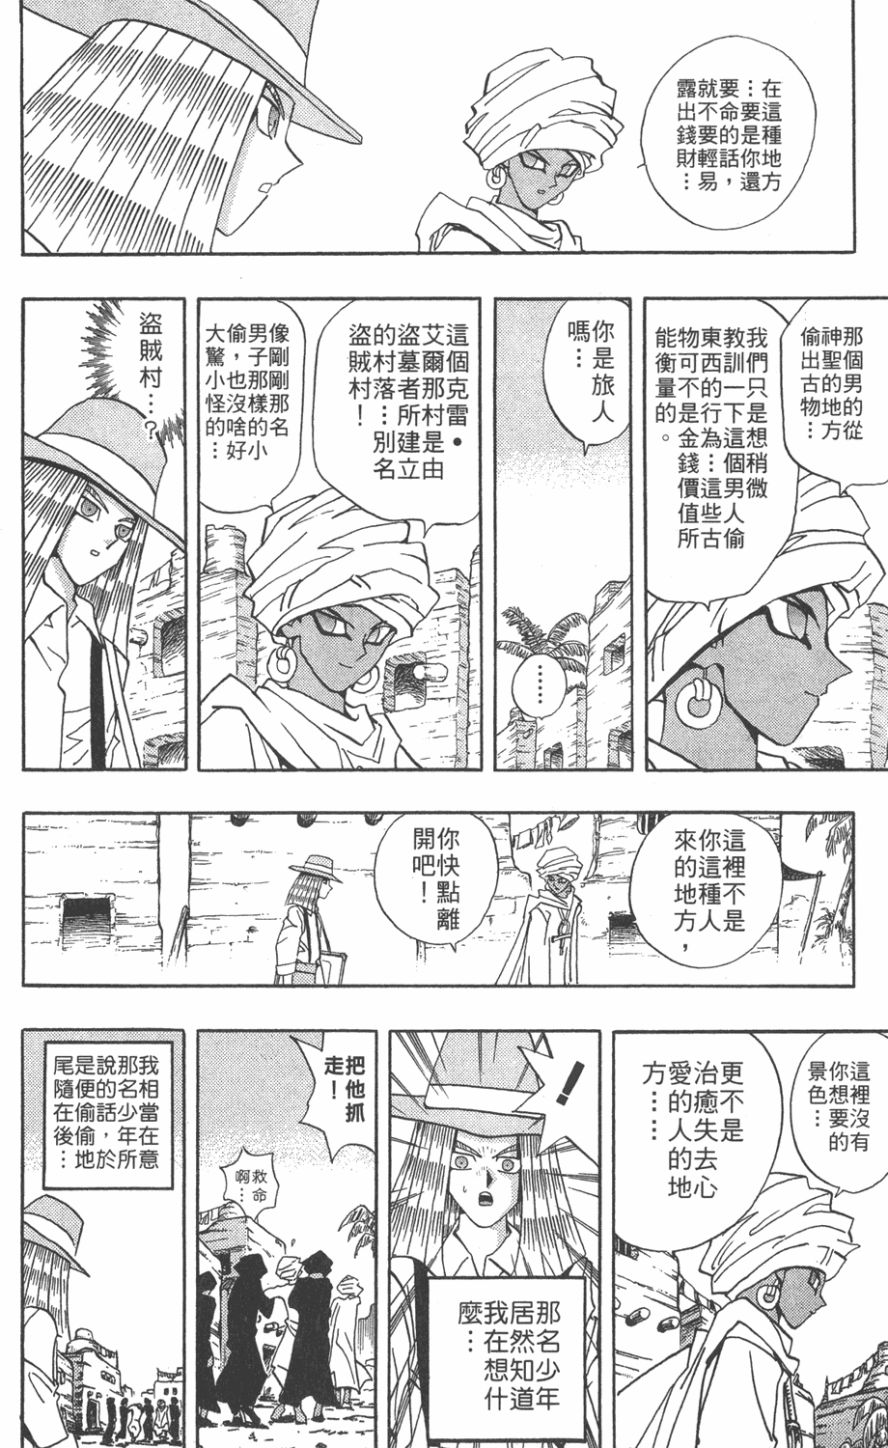 在這種地方
…要是你還
要命的話，
就不要輕易
露出錢財…
那個男的從
神聖的地方
偷出古物…
我們只是想稍微
教訓一下這個男人偷
東西的行為…這些古
物可不是金錢價值所
能衡量的。
你是旅人
嗎…
……
這個克雷•
艾爾那村是由
盜墓者所建立
的村落…別名
盜賊村！
像剛剛那名
男子那樣的小
偷，也沒啥好
大驚小怪的…
盜賊村…？
這裡不是
你這種人
來的地方，
你快點離
開吧！
這裡沒有
你想要的
景色…
更不是
治癒失去心
愛的人的地
方……
！
那名少年
居然知道
我在想什
麼…
把他抓
走！
救命
啊…
我相當在意
那名少年所
說的話，於
是便偷偷地
尾隨在後…